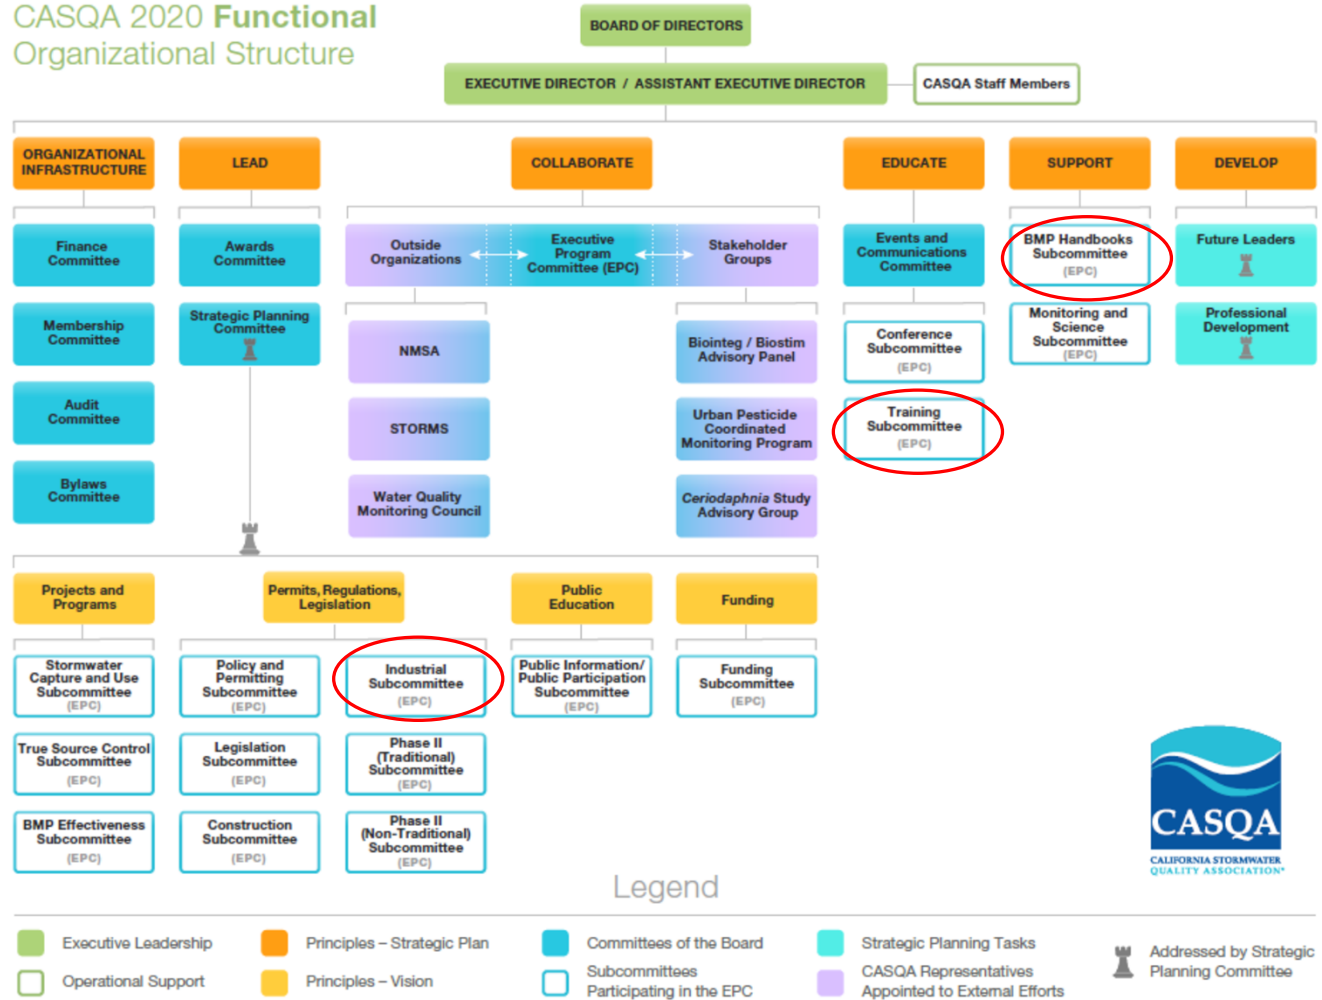 CASQA 2020 Functional
Organizational Structure
BOARD OF DIRECTORS
EXECUTIVE DIRECTOR / ASSISTANT EXECUTIVE DIRECTOR
CASQA Staff Members
ORGANIZATIONAL
INFRASTRUCTURE
LEAD
COLLABORATE
EDUCATE
SUPPORT
DEVELOP
Finance
Committee
Membership
Committee
Audit
Committee
Bylaws
Committee
Awards
Committee
Strategic Planning
Committee
Outside
Organizations
Executive
Program
Committee (EPC)
Stakeholder
Groups
NMSA
STORMS
Water Quality
Monitoring Council
Biointeg / Biostim
Advisory Panel
Urban Pesticide
Coordinated
Monitoring Program
Ceriodaphnia Study
Advisory Group
Events and
Communications
Committee
Conference
Subcommittee
(EPC)
Training
Subcommittee
(EPC)
BMP Handbooks
Subcommittee
(EPC)
Monitoring and
Science
Subcommittee
(EPC)
Future Leaders
Professional
Development
Projects and
Programs
Permits, Regulations,
Legislation
Public
Education
Funding
Stormwater
Capture and Use
Subcommittee
(EPC)
True Source Control
Subcommittee
(EPC)
BMP Effectiveness
Subcommittee
(EPC)
Policy and
Permitting
Subcommittee
(EPC)
Legislation
Subcommittee
(EPC)
Construction
Subcommittee
(EPC)
Industrial
Subcommittee
(EPC)
Phase II
(Traditional)
Subcommittee
(EPC)
Phase II
(Non-Traditional)
Subcommittee
(EPC)
Public Information/
Public Participation
Subcommittee
(EPC)
Funding
Subcommittee
(EPC)
CASQA
CALIFORNIA STORMWATER
QUALITY ASSOCIATION
Legend
Executive Leadership
Operational Support
Principles – Strategic Plan
Principles – Vision
Committees of the Board
Subcommittees
Participating in the EPC
Strategic Planning Tasks
CASQA Representatives
Appointed to External Efforts
Addressed by Strategic
Planning Committee